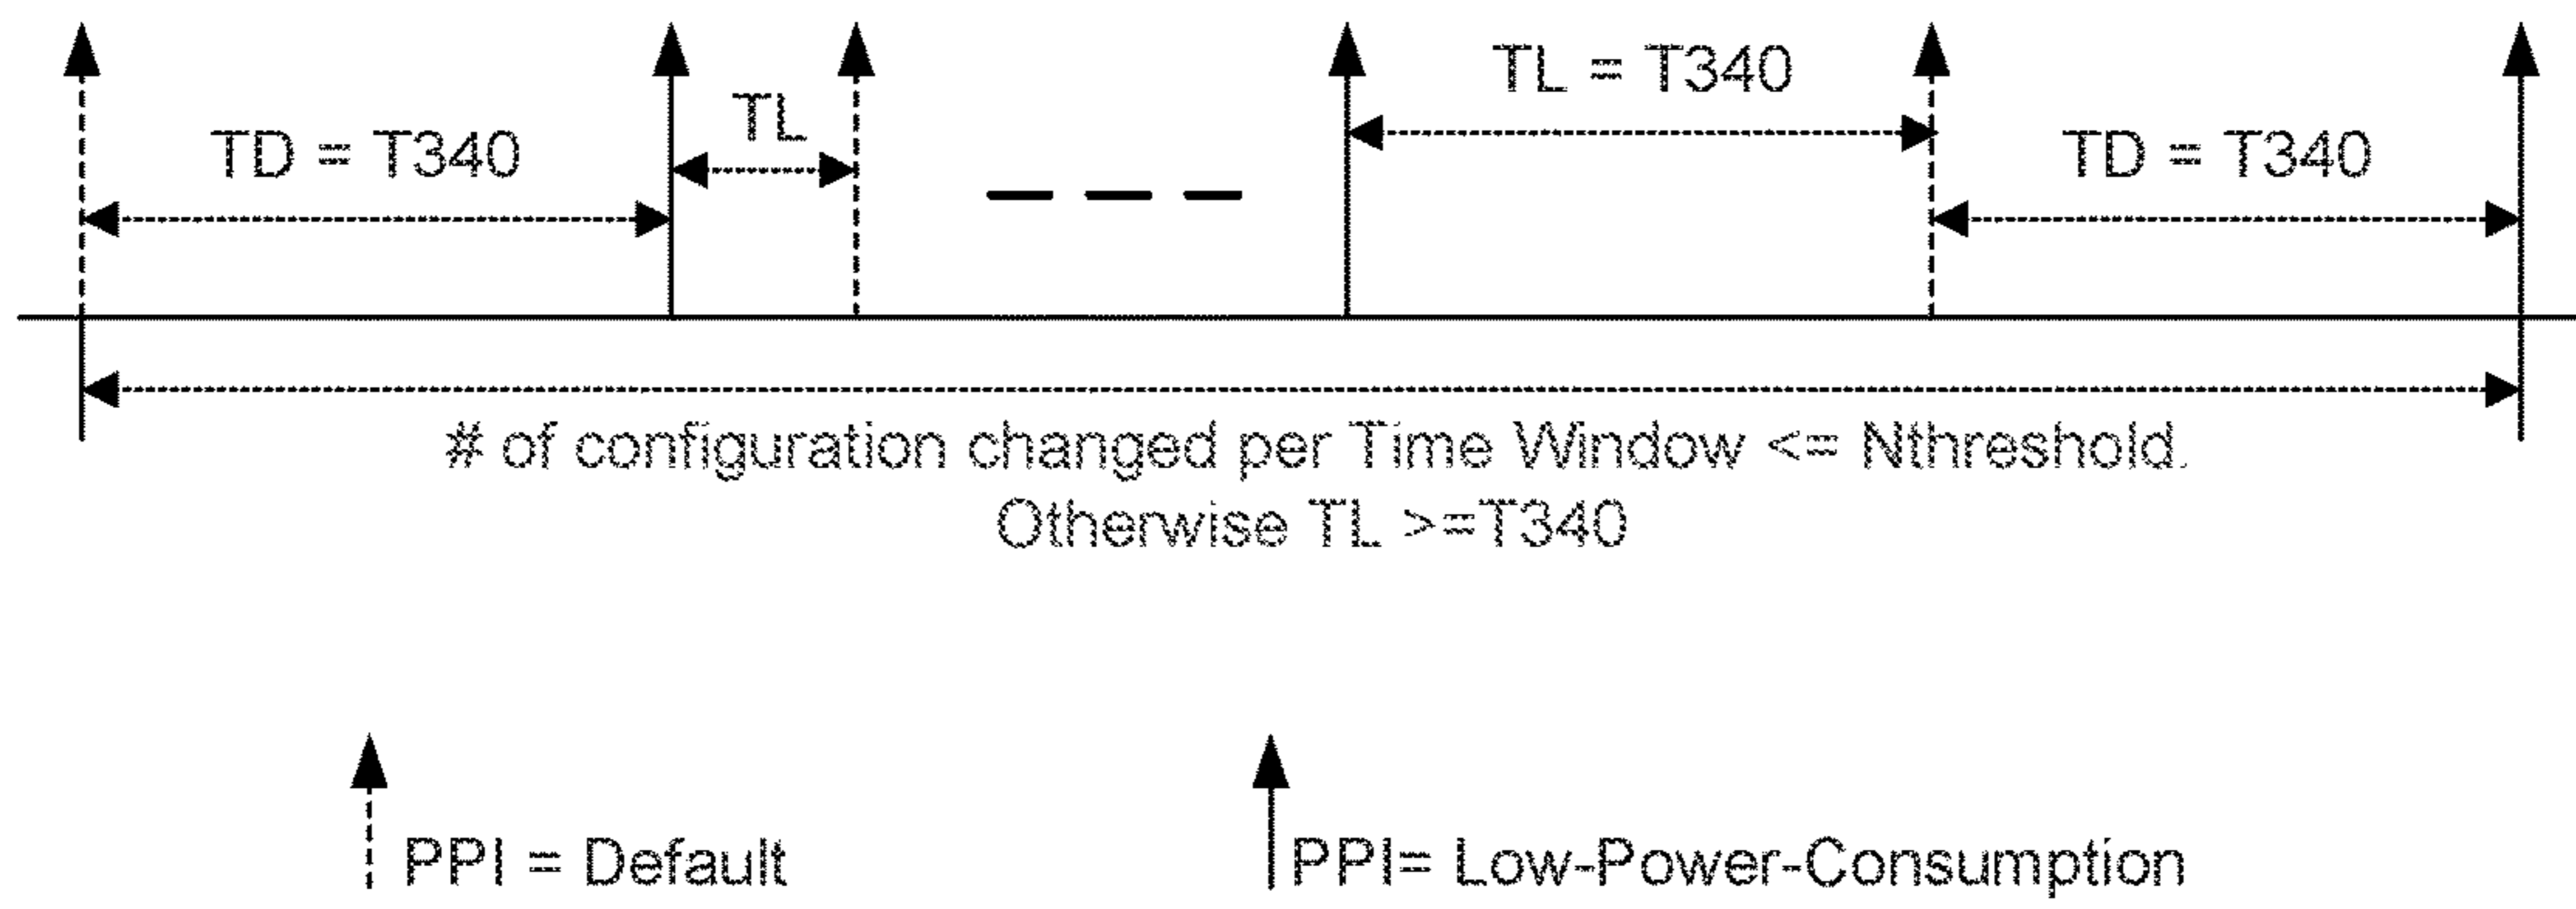 TL = T340
TL
TD = T340
TD = T340
# of configuration changed per Time Window <= Nthreshold.
Otherwise TL >=T340
PPI = Default
PPI= Low-Power-Consumption